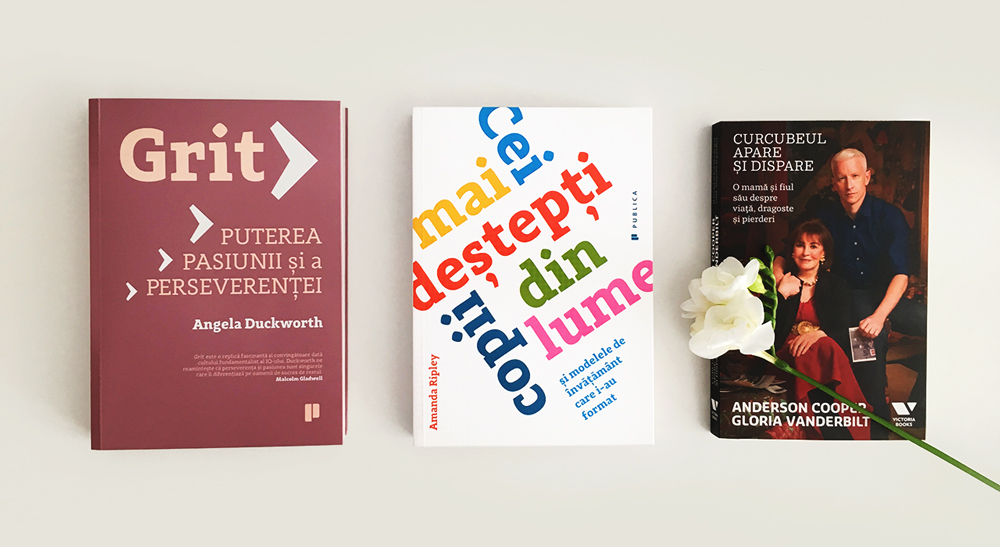 Grit
PUTEREA
PASIUNII și a
PERSEVERENȚEI
Angela Duckworth
Grit este o replică fascinantă și convingătoare dată
cultului fundamentalist al IQ-ului. Duckworth ne
reamintește că perseverența și pasiunea sunt singurele
care îi diferențiază pe oamenii de succes de restul.
Malcolm Gladwell
Cei
mai
deștepți
copii
din
lume
și modelele de
învățământ
care i-au
format
Amanda Ripley
PUBLICA
CURCUBEUL
APARE
ȘI DISPARE
O mamă și fiul
său despre
viață, dragoste
și pierderi
ANDERSON COOPER
GLORIA VANDERBILT
VICTORIA
BOOKS